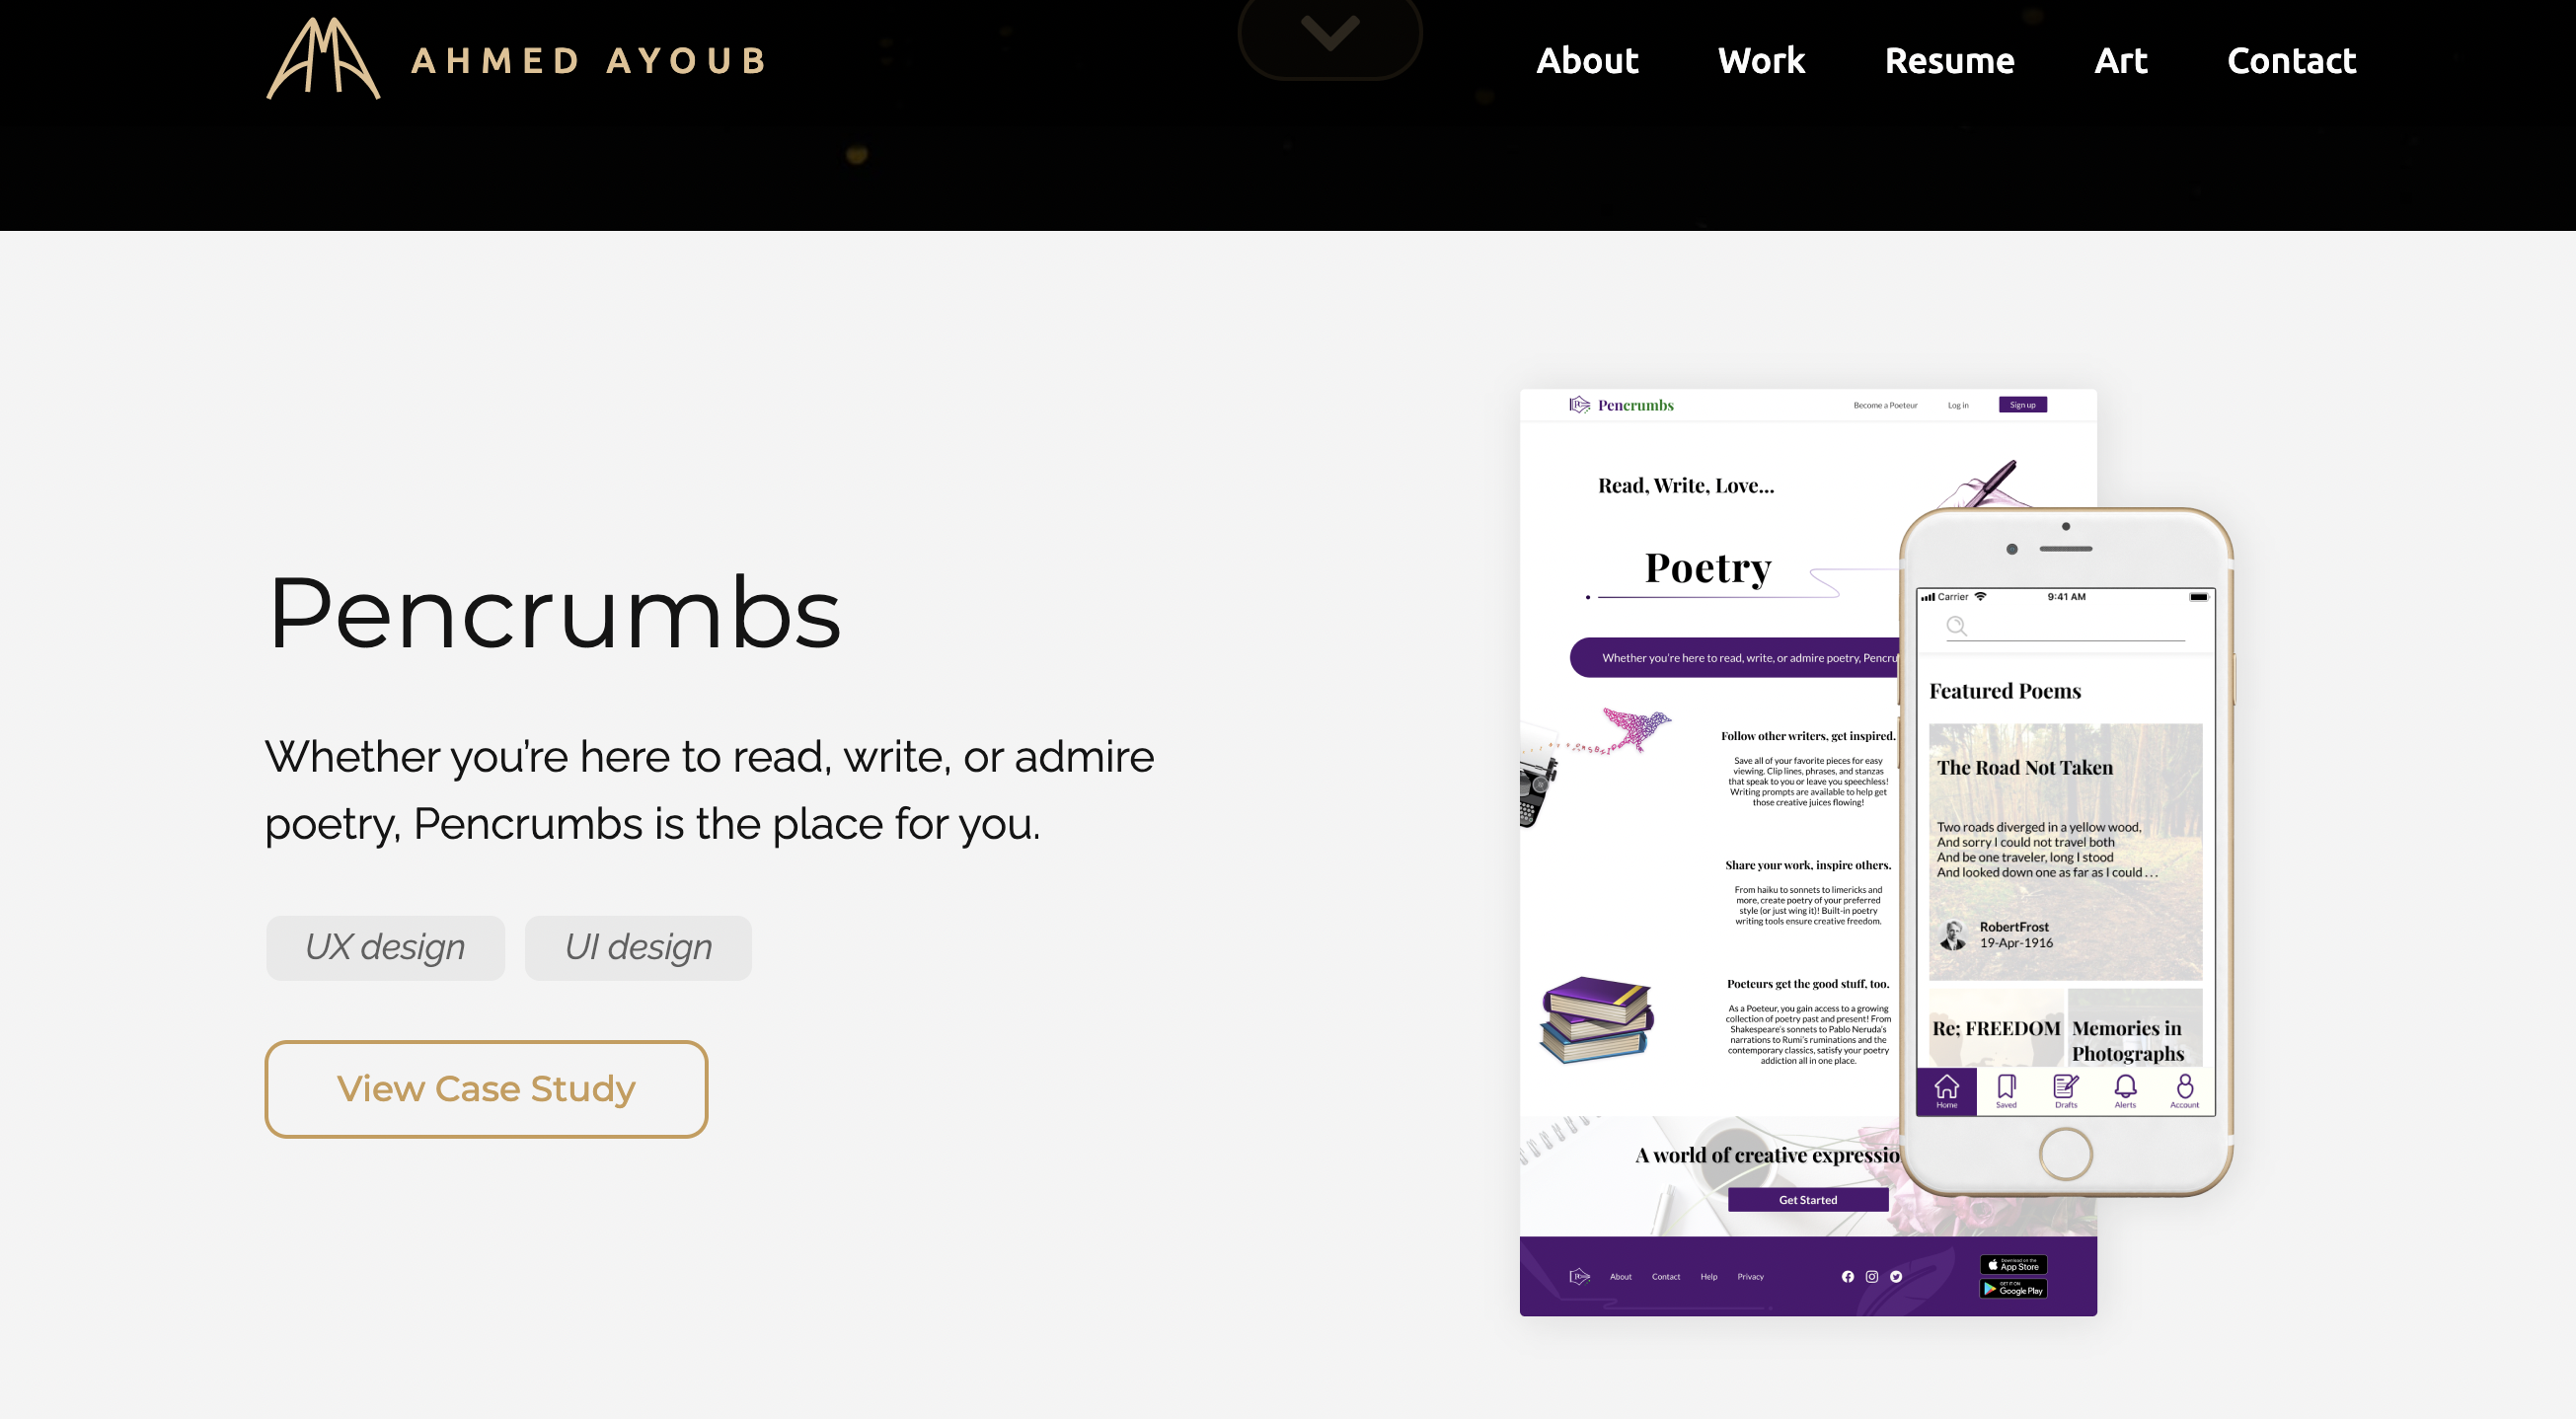 AHMED AYOUB
About Work Resume Art Contact
Pencrumbs
Whether you’re here to read, write, or admire
poetry, Pencrumbs is the place for you.
UX design UI design
View Case Study
Pencrumbs
Become a Poeteur Log in Sign up
Read, Write, Love...
Poetry
Whether you’re here to read, write, or admire poetry,
Follow other writers, get inspired.
Save all of your favorite pieces for easy
viewing. Clip lines, phrases, and stanzas
that speak to you or leave you speechless!
Writing prompts are available to help get
those creative juices flowing!
Share your work, inspire others.
From haiku to sonnets to limericks and
more, create poetry of your preferred
style (or just wing it)! Built-in poetry
writing tools ensure creative freedom.
Poeteurs get the good stuff, too.
As a Poeteur, you gain access to a growing
collection of poetry past and present! From
Shakespeare’s sonnets to Pablo Neruda’s
narrations to Rumi’s ruminations and the
contemporary classics, satisfy your poetry
addiction all in one place.
A world of creative
Get Started
About Contact Help Privacy
Download on the
App Store
GET IT ON
Google Play
Carrier 9:41 AM
Featured Poems
The Road Not Taken
Two roads diverged in a yellow wood,
And sorry I could not travel both
And be one traveler, long I stood
And looked down one as far as I could . . .
RobertFrost
19-Apr-1916
Re; FREEDOM
Memories in
Photographs
Home Saved Drafts Alerts Account